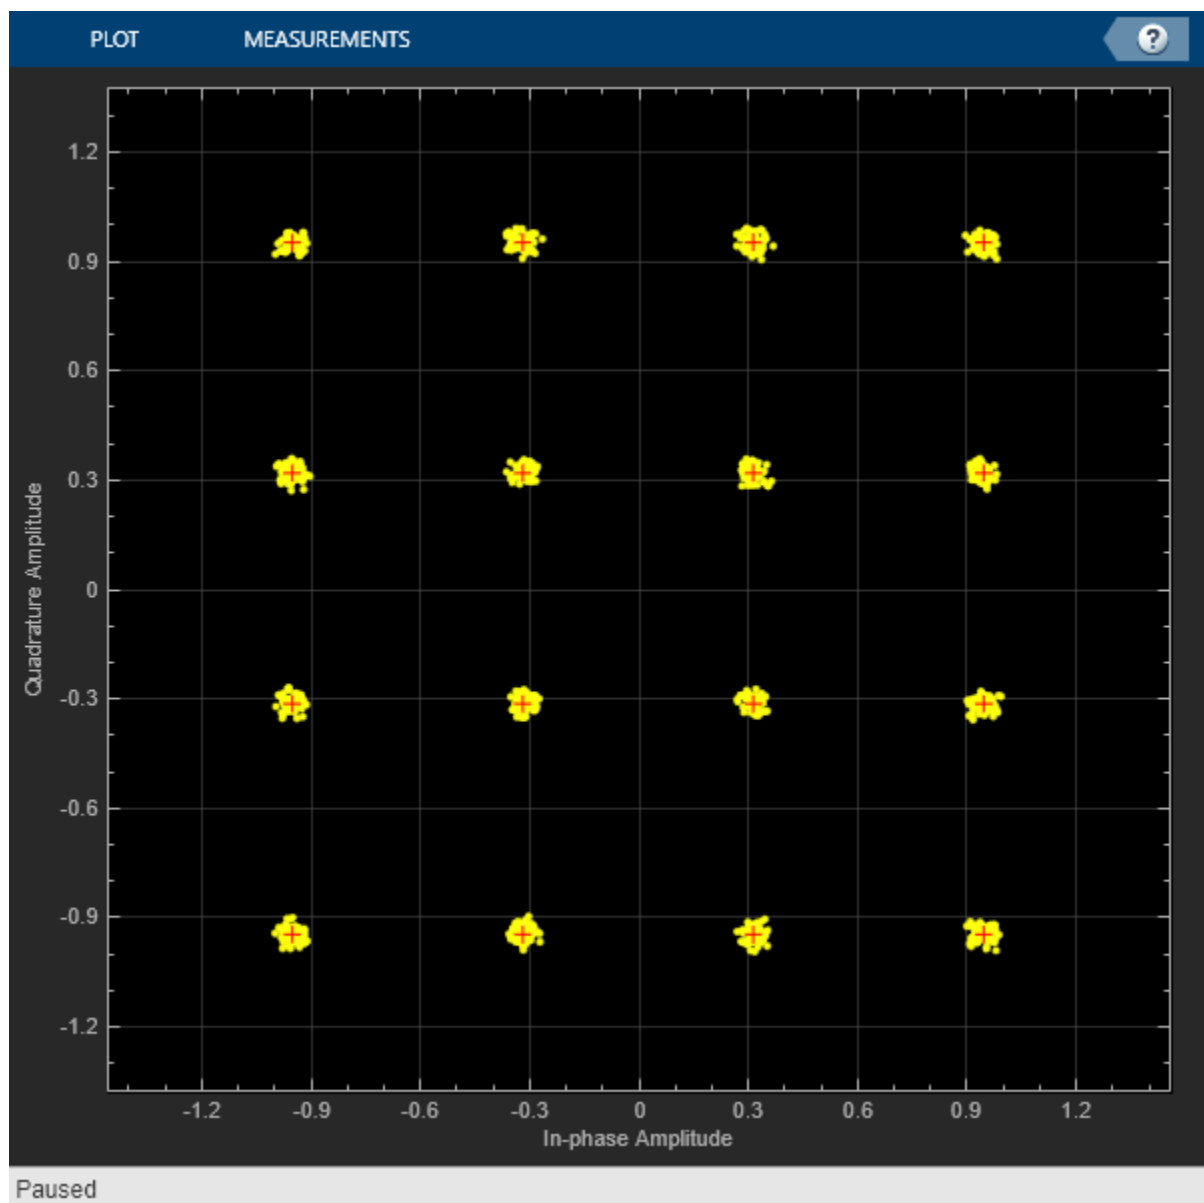 PLOT MEASUREMENTS ?
1.2
0.9
0.6
0.3
0
-0.3
-0.6
-0.9
-1.2
Quadrature Amplitude
-1.2 -0.9 -0.6 -0.3 0 0.3 0.6 0.9 1.2
In-phase Amplitude
Paused